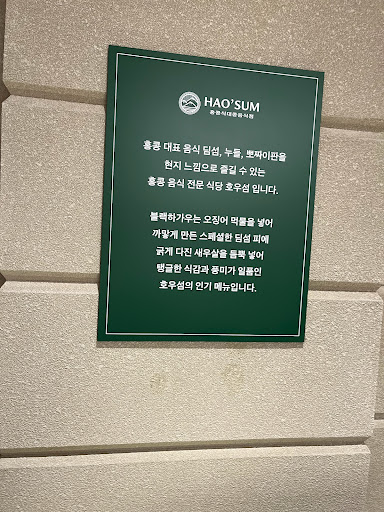 HAO'SUM
홍콩식대중음식점
홍콩 대표 음식 딤섬, 누들, 뽀짜이판을
현지 느낌으로 즐길 수 있는
홍콩 음식 전문 식당 호우섬 입니다.
블랙하가우는 오징어 먹물을 넣어
까맣게 만든 스페셜한 딤섬 피에
굵게 다진 새우살을 듬뿍 넣어
탱글한 식감과 풍미가 일품인
호우섬의 인기 메뉴입니다.